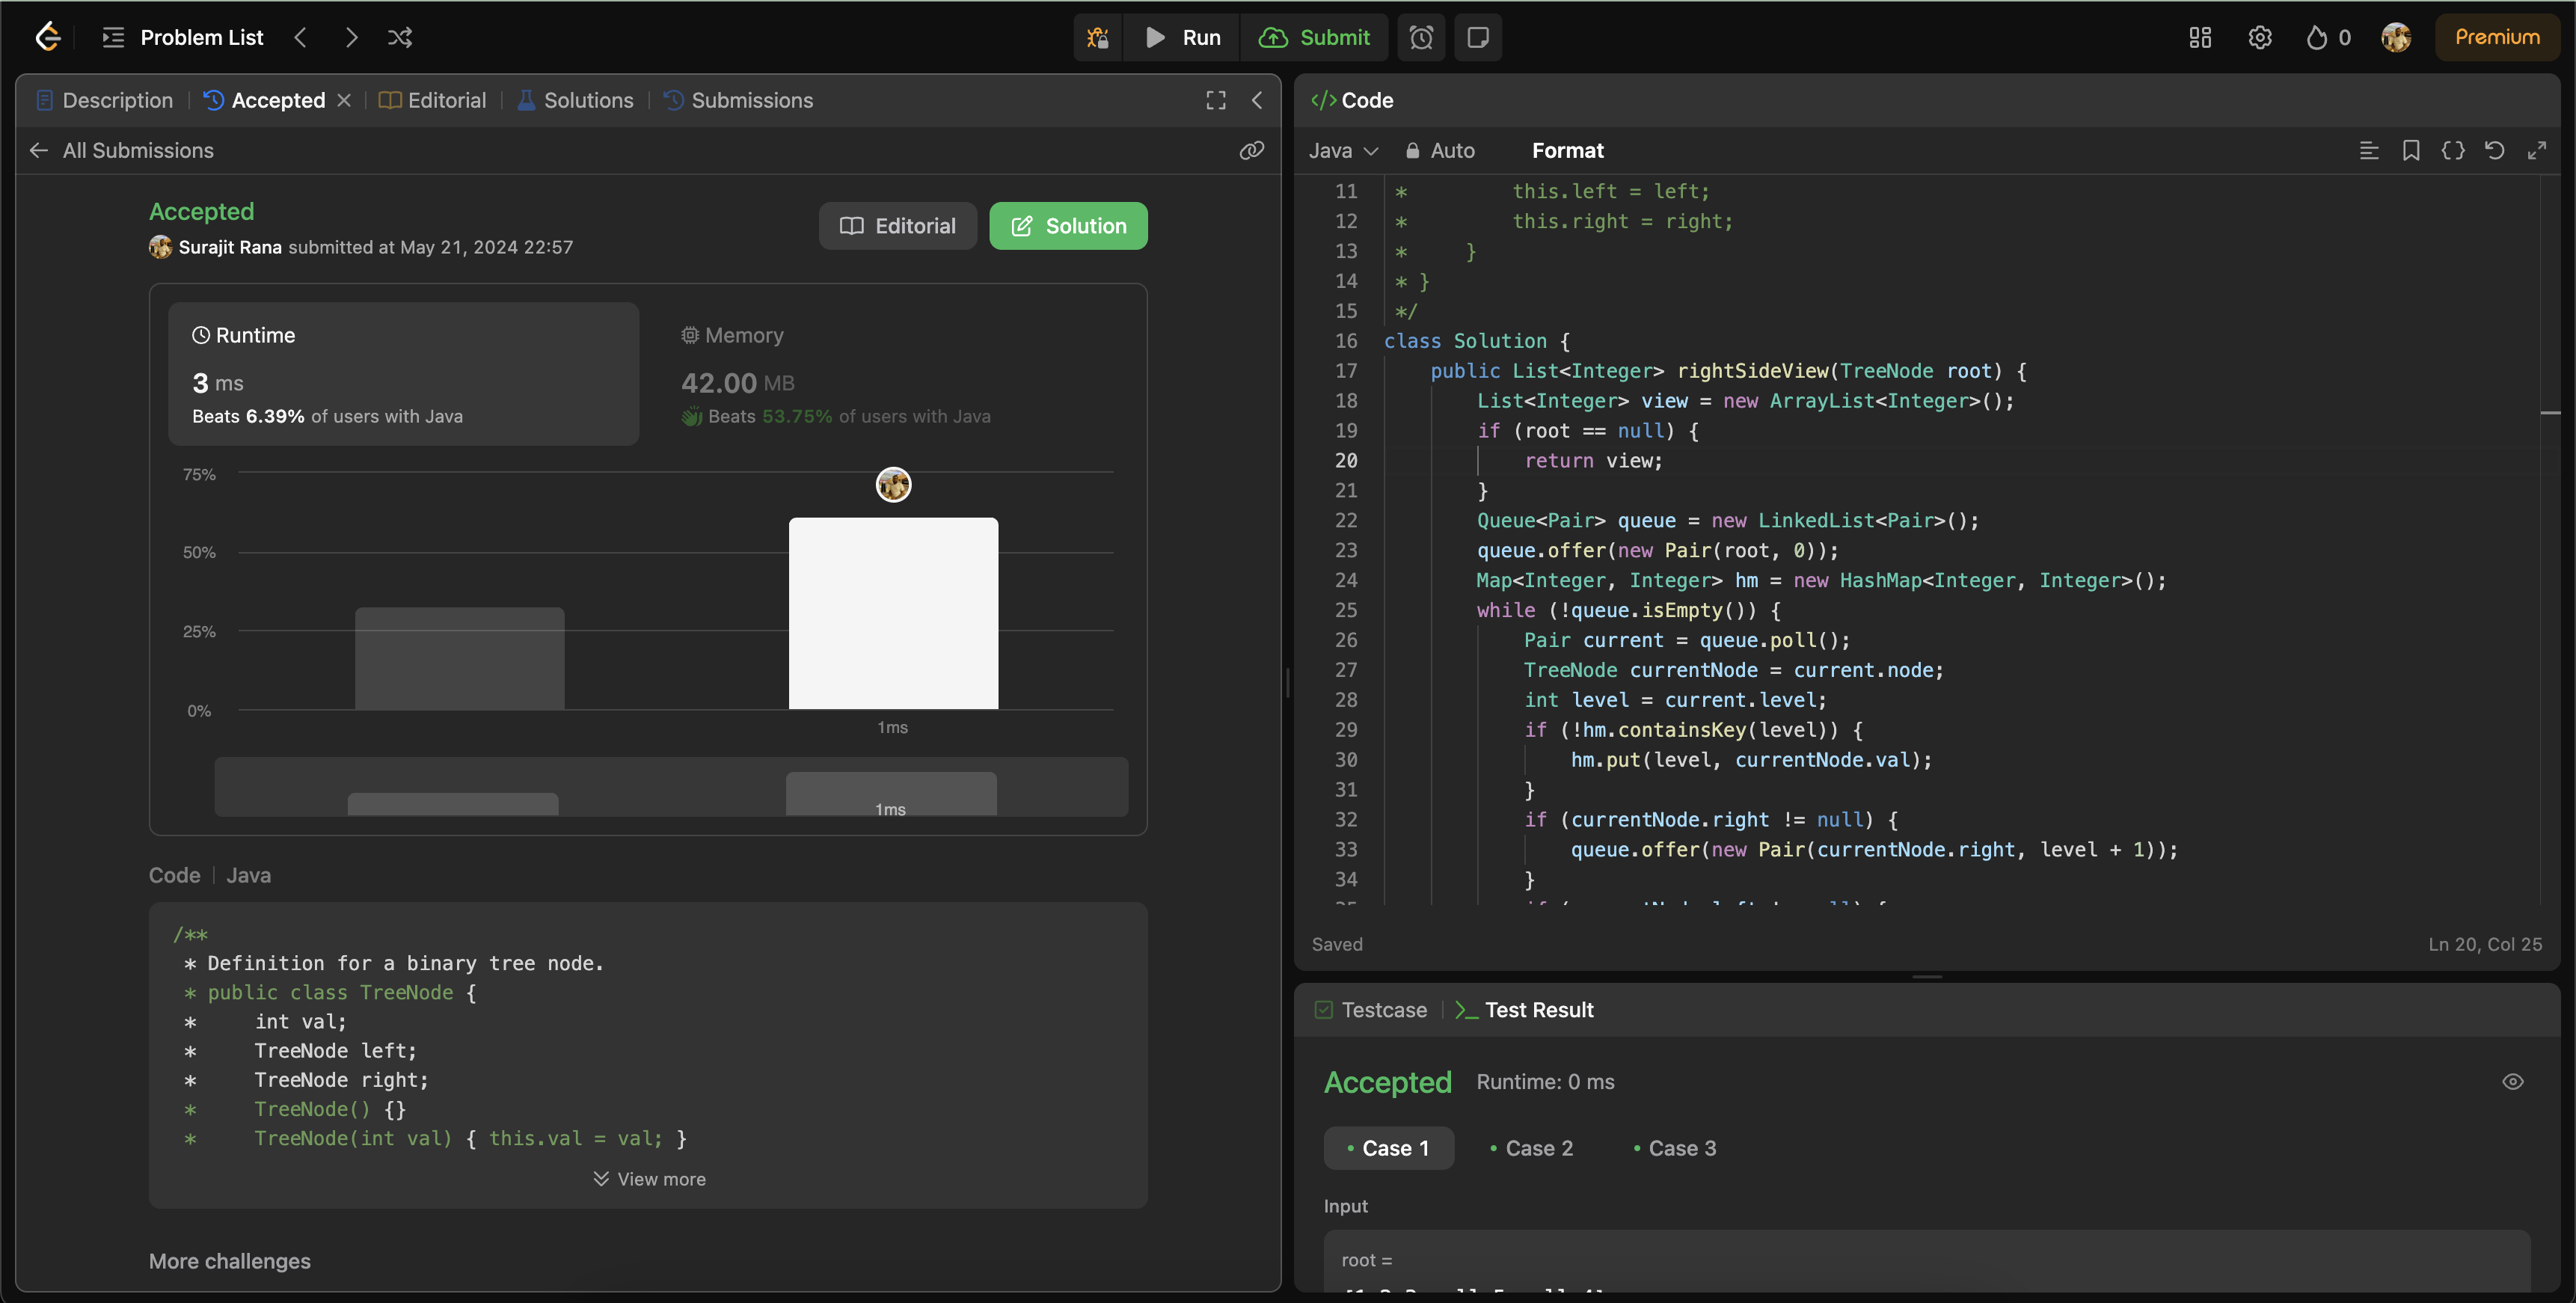 Problem List
Run
Submit
0
Premium
Description
Accepted
Editorial
Solutions
Submissions
All Submissions
Accepted
Surajit Rana submitted at May 21, 2024 22:57
Editorial
Solution
Runtime
3 ms
Beats 6.39% of users with Java
Memory
42.00 MB
Beats 53.75% of users with Java
75%
50%
25%
0%
1ms
1ms
Code
Java
/**
* Definition for a binary tree node.
* public class TreeNode {
*     int val;
*     TreeNode left;
*     TreeNode right;
*     TreeNode() {}
*     TreeNode(int val) { this.val = val; }
View more
More challenges
</> Code
Java
Auto
Format
11 *         this.left = left;
12 *         this.right = right;
13 *     }
14 * }
15 */
16 class Solution {
17     public List<Integer> rightSideView(TreeNode root) {
18         List<Integer> view = new ArrayList<Integer>();
19         if (root == null) {
20             return view;
21         }
22         Queue<Pair> queue = new LinkedList<Pair>();
23         queue.offer(new Pair(root, 0));
24         Map<Integer, Integer> hm = new HashMap<Integer, Integer>();
25         while (!queue.isEmpty()) {
26             Pair current = queue.poll();
27             TreeNode currentNode = current.node;
28             int level = current.level;
29             if (!hm.containsKey(level)) {
30                 hm.put(level, currentNode.val);
31             }
32             if (currentNode.right != null) {
33                 queue.offer(new Pair(currentNode.right, level + 1));
34             }
Saved
Ln 20, Col 25
Testcase
Test Result
Accepted
Runtime: 0 ms
Case 1
Case 2
Case 3
Input
root =